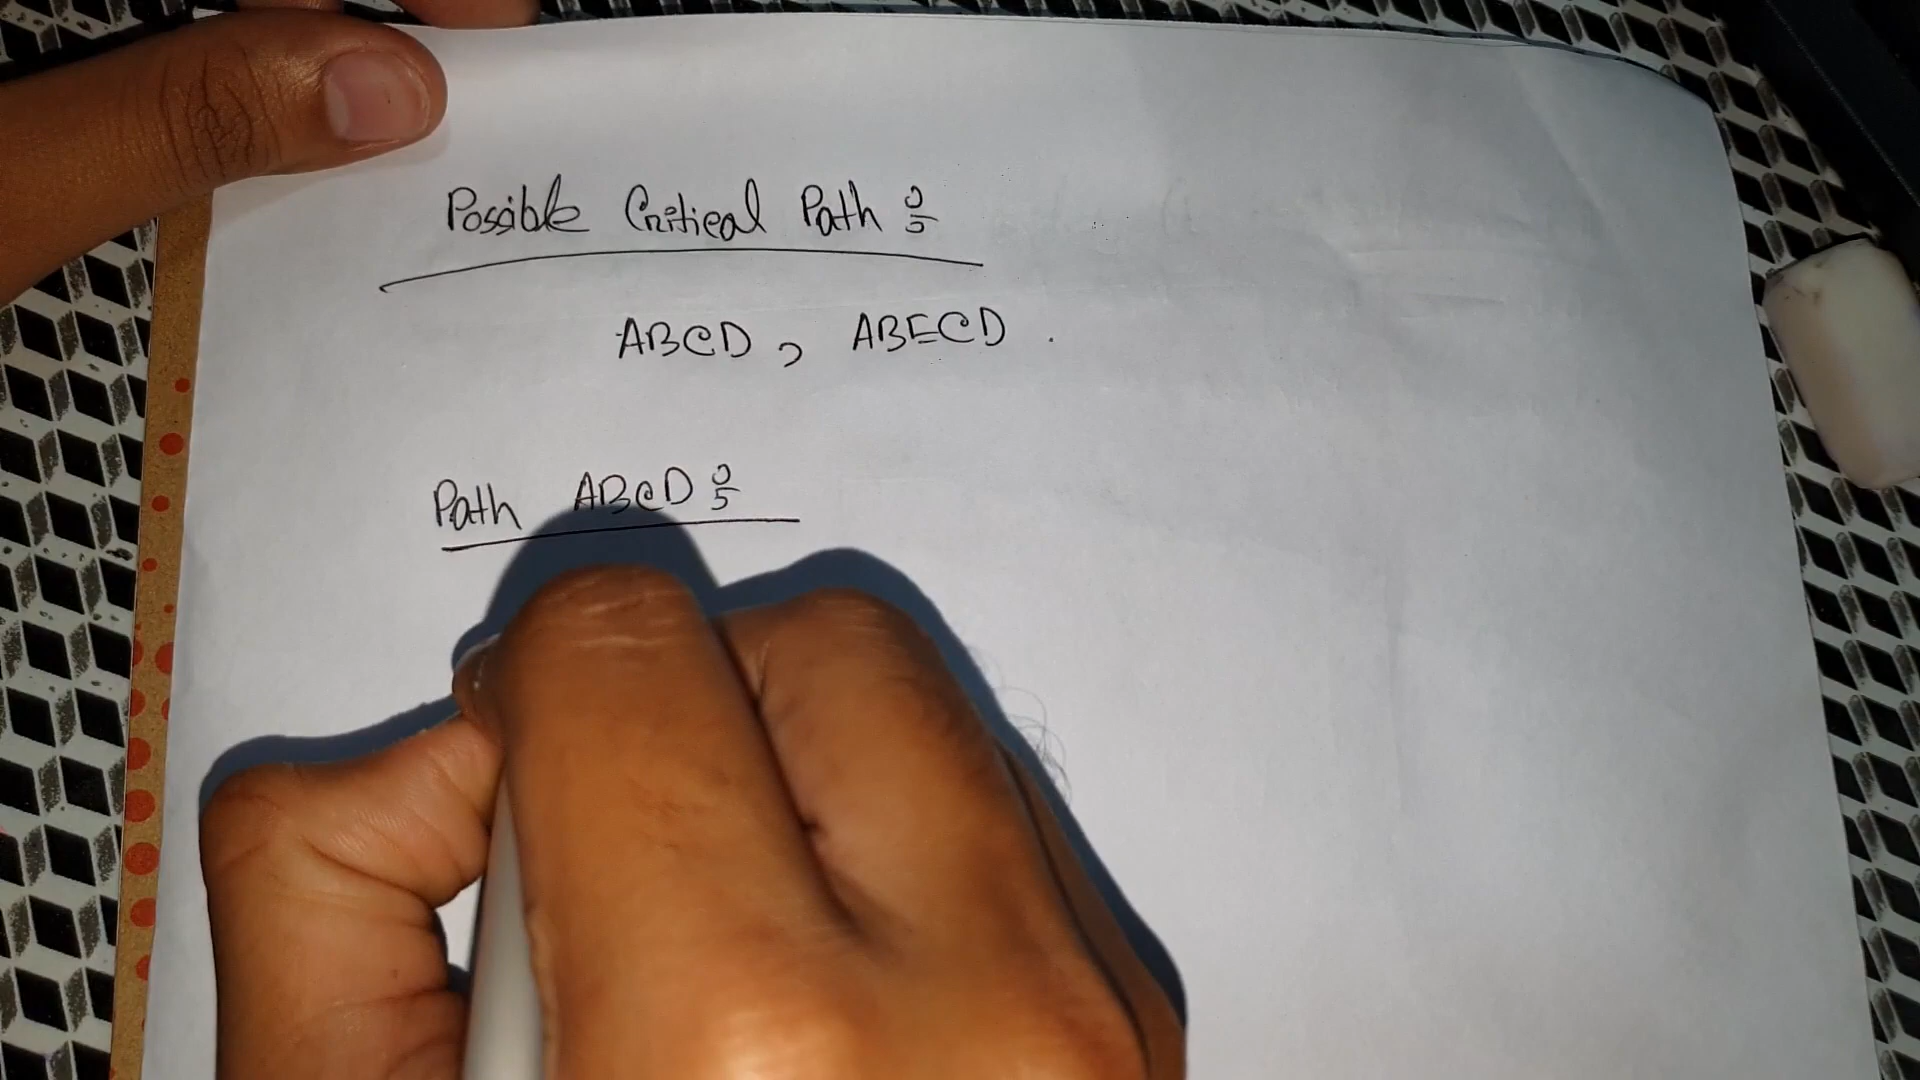 Possible Critical Path :
ABCD, ABECD.
Path ABCD :